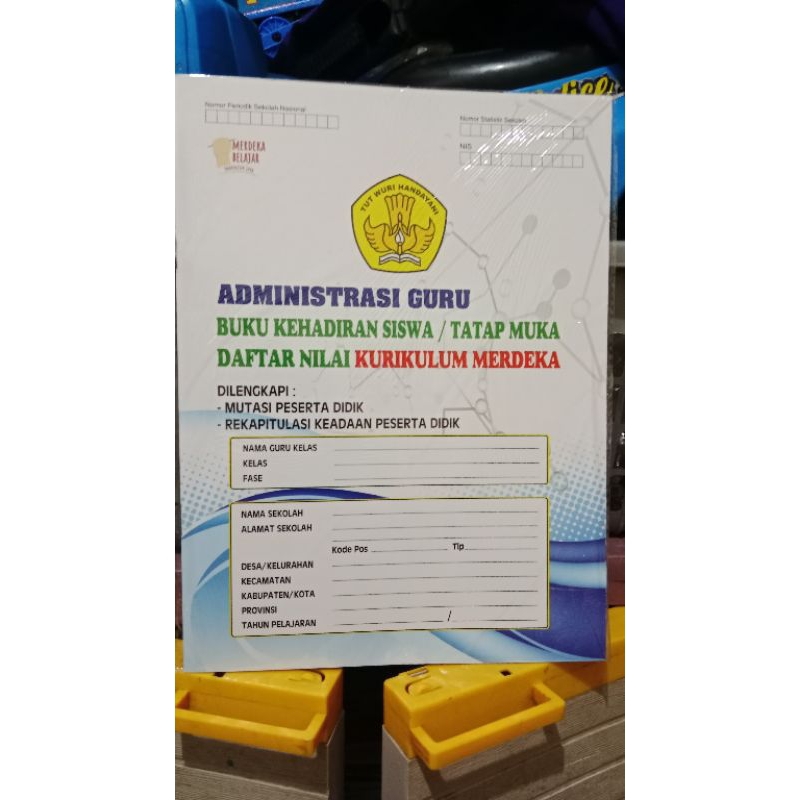 Nomor Periodik Sekolah Nasional
Nomor Statistik Sekolah
NIS
MERDEKA
BELAJAR
TUT WURI HANDAYANI
ADMINISTRASI GURU
BUKU KEHADIRAN SISWA / TATAP MUKA
DAFTAR NILAI KURIKULUM MERDEKA
DILENGKAPI :
- MUTASI PESERTA DIDIK
- REKAPITULASI KEADAAN PESERTA DIDIK
NAMA GURU KELAS
KELAS
FASE
NAMA SEKOLAH
ALAMAT SEKOLAH
Kode Pos Tlp
DESA/KELURAHAN
KECAMATAN
KABUPATEN/KOTA
PROVINSI
TAHUN PELAJARAN /